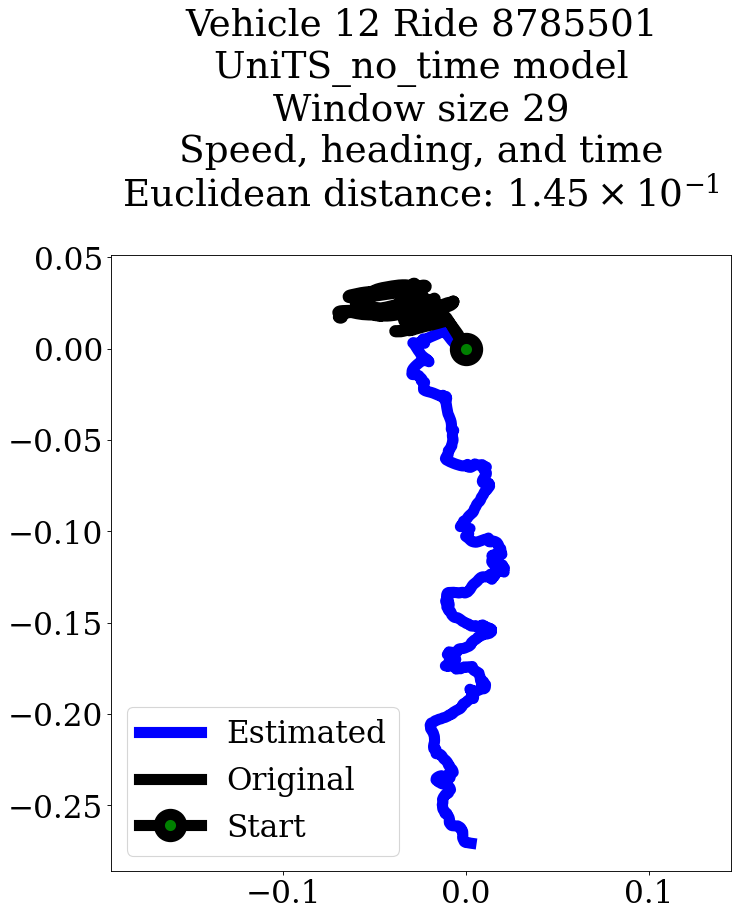 Vehicle 12 Ride 8785501
UniTS_no_time model
Window size 29
Speed, heading, and time
Euclidean distance: 1.45 × 10⁻¹
0.05
0.00
−0.05
−0.10
−0.15
−0.20
−0.25
Estimated
Original
Start
−0.1
0.0
0.1